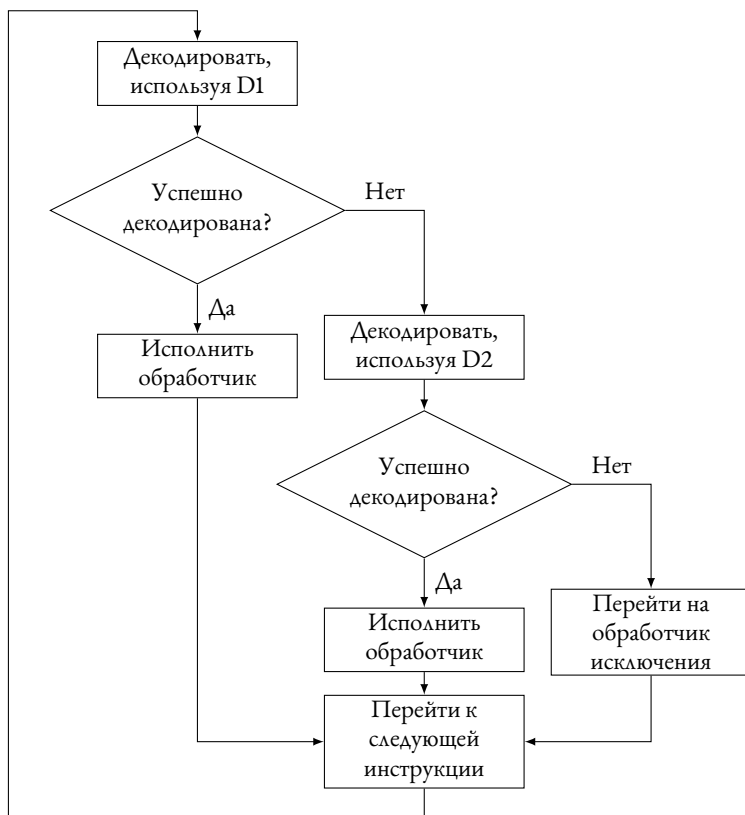 Декодировать,
используя D1
Успешно
декодирована?
Нет
Да
Исполнить
обработчик
Декодировать,
используя D2
Успешно
декодирована?
Нет
Да
Исполнить
обработчик
Перейти на
обработчик
исключения
Перейти к
следующей
инструкции